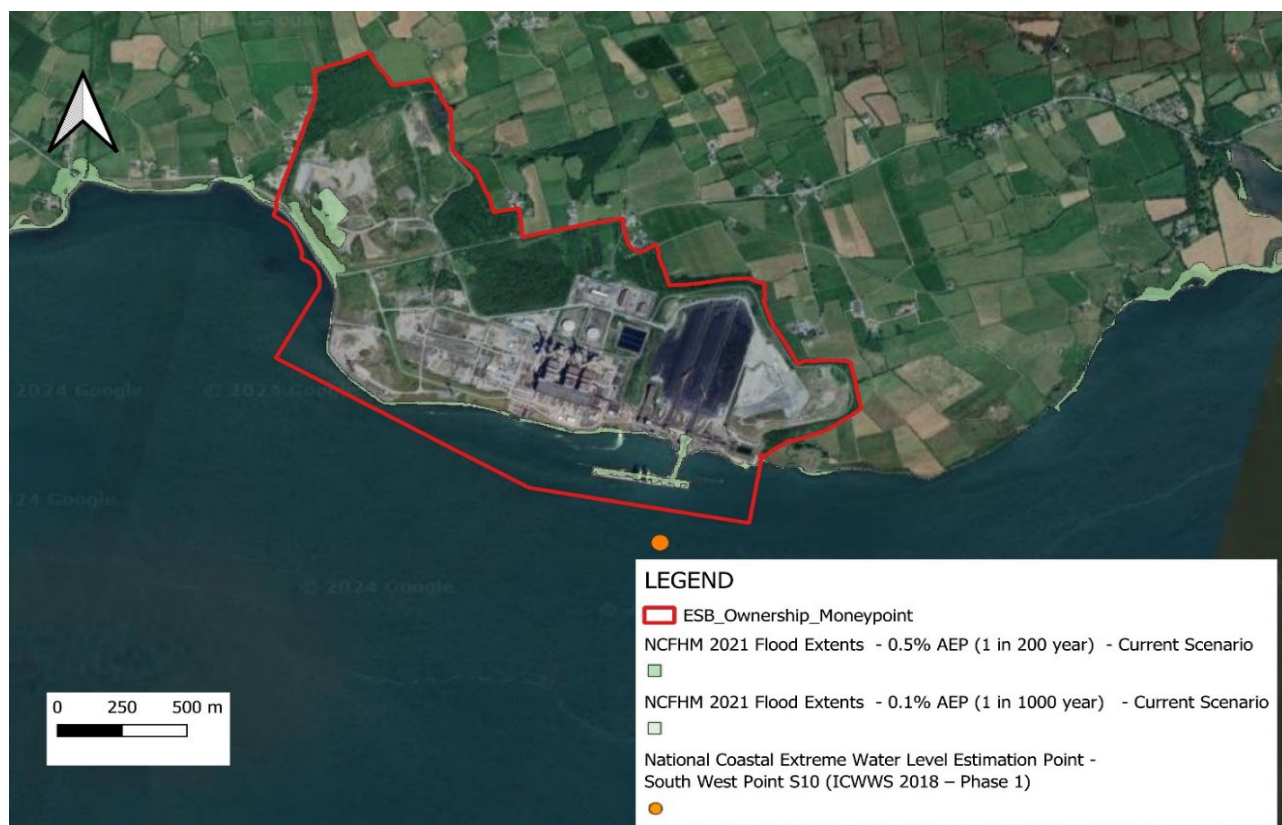 2024 Google
© 2024 Google
24 Google
© 2024 Google
LEGEND
ESB_Ownership_Moneypoint
NCFHM 2021 Flood Extents - 0.5% AEP (1 in 200 year) - Current Scenario
NCFHM 2021 Flood Extents - 0.1% AEP (1 in 1000 year) - Current Scenario
National Coastal Extreme Water Level Estimation Point -
South West Point S10 (ICWWS 2018 – Phase 1)
0 250 500 m